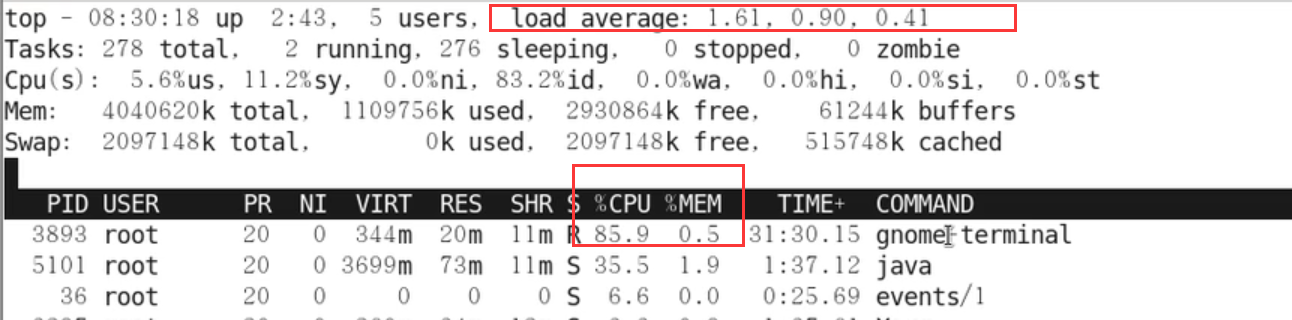 top - 08:30:18 up  2:43,  5 users,  load average: 1.61, 0.90, 0.41
Tasks: 278 total,   2 running, 276 sleeping,   0 stopped,   0 zombie
Cpu(s):  5.6%us, 11.2%sy,  0.0%ni, 83.2%id,  0.0%wa,  0.0%hi,  0.0%si,  0.0%st
Mem:   4040620k total,  1109756k used,  2930864k free,    61244k buffers
Swap:  2097148k total,        0k used,  2097148k free,   515748k cached
PID USER      PR  NI  VIRT  RES  SHR S %CPU %MEM    TIME+  COMMAND
3893 root      20   0  344m  20m  11m R 85.9  0.5  31:30.15 gnome-terminal
5101 root      20   0 3699m  73m  11m S 35.5  1.9   1:37.12 java
36 root      20   0     0    0    0 S  6.6  0.0   0:25.69 events/1